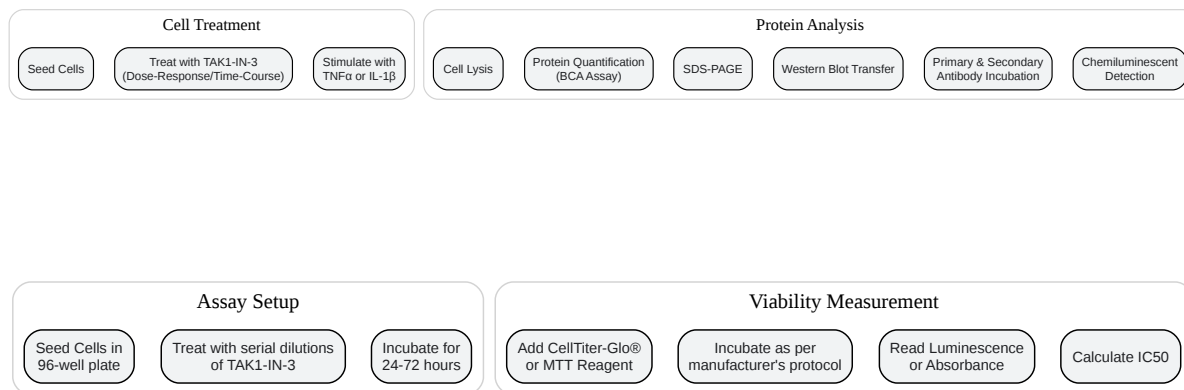 Cell Treatment
Seed Cells
Treat with TAK1-IN-3
(Dose-Response/Time-Course)
Stimulate with
TNFα or IL-1β
Protein Analysis
Cell Lysis
Protein Quantification
(BCA Assay)
SDS-PAGE
Western Blot Transfer
Primary & Secondary
Antibody Incubation
Chemiluminescent
Detection
Assay Setup
Seed Cells in
96-well plate
Treat with serial dilutions
of TAK1-IN-3
Incubate for
24-72 hours
Viability Measurement
Add CellTiter-Glo®
or MTT Reagent
Incubate as per
manufacturer's protocol
Read Luminescence
or Absorbance
Calculate IC50